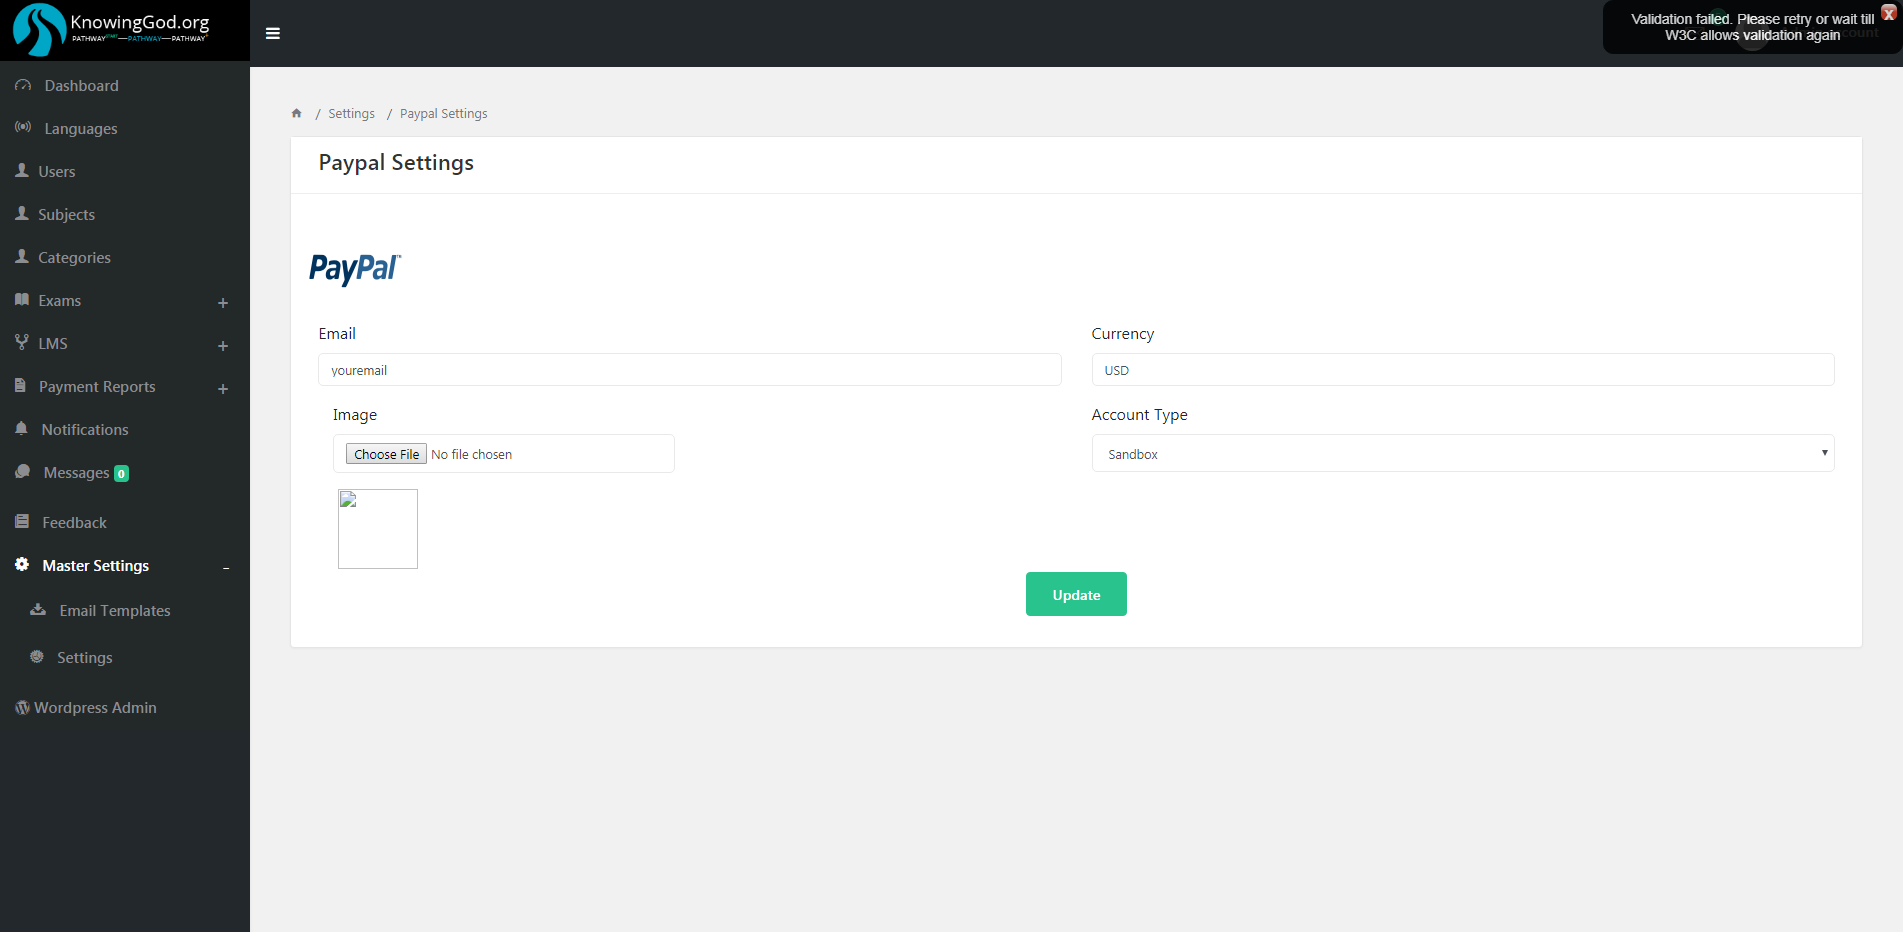 KnowingGod.org
PATHWAY START—PATHWAY—PATHWAY
Validation failed. Please retry or wait till
W3C allows validation again
x
Dashboard
Languages
Users
Subjects
Categories
Exams +
LMS +
Payment Reports +
Notifications
Messages 0
Feedback
Master Settings -
Email Templates
Settings
Wordpress Admin
/ Settings / Paypal Settings
Paypal Settings
PayPal™
Email
youremail
Currency
USD
Image
Choose File No file chosen
Account Type
Sandbox
Update